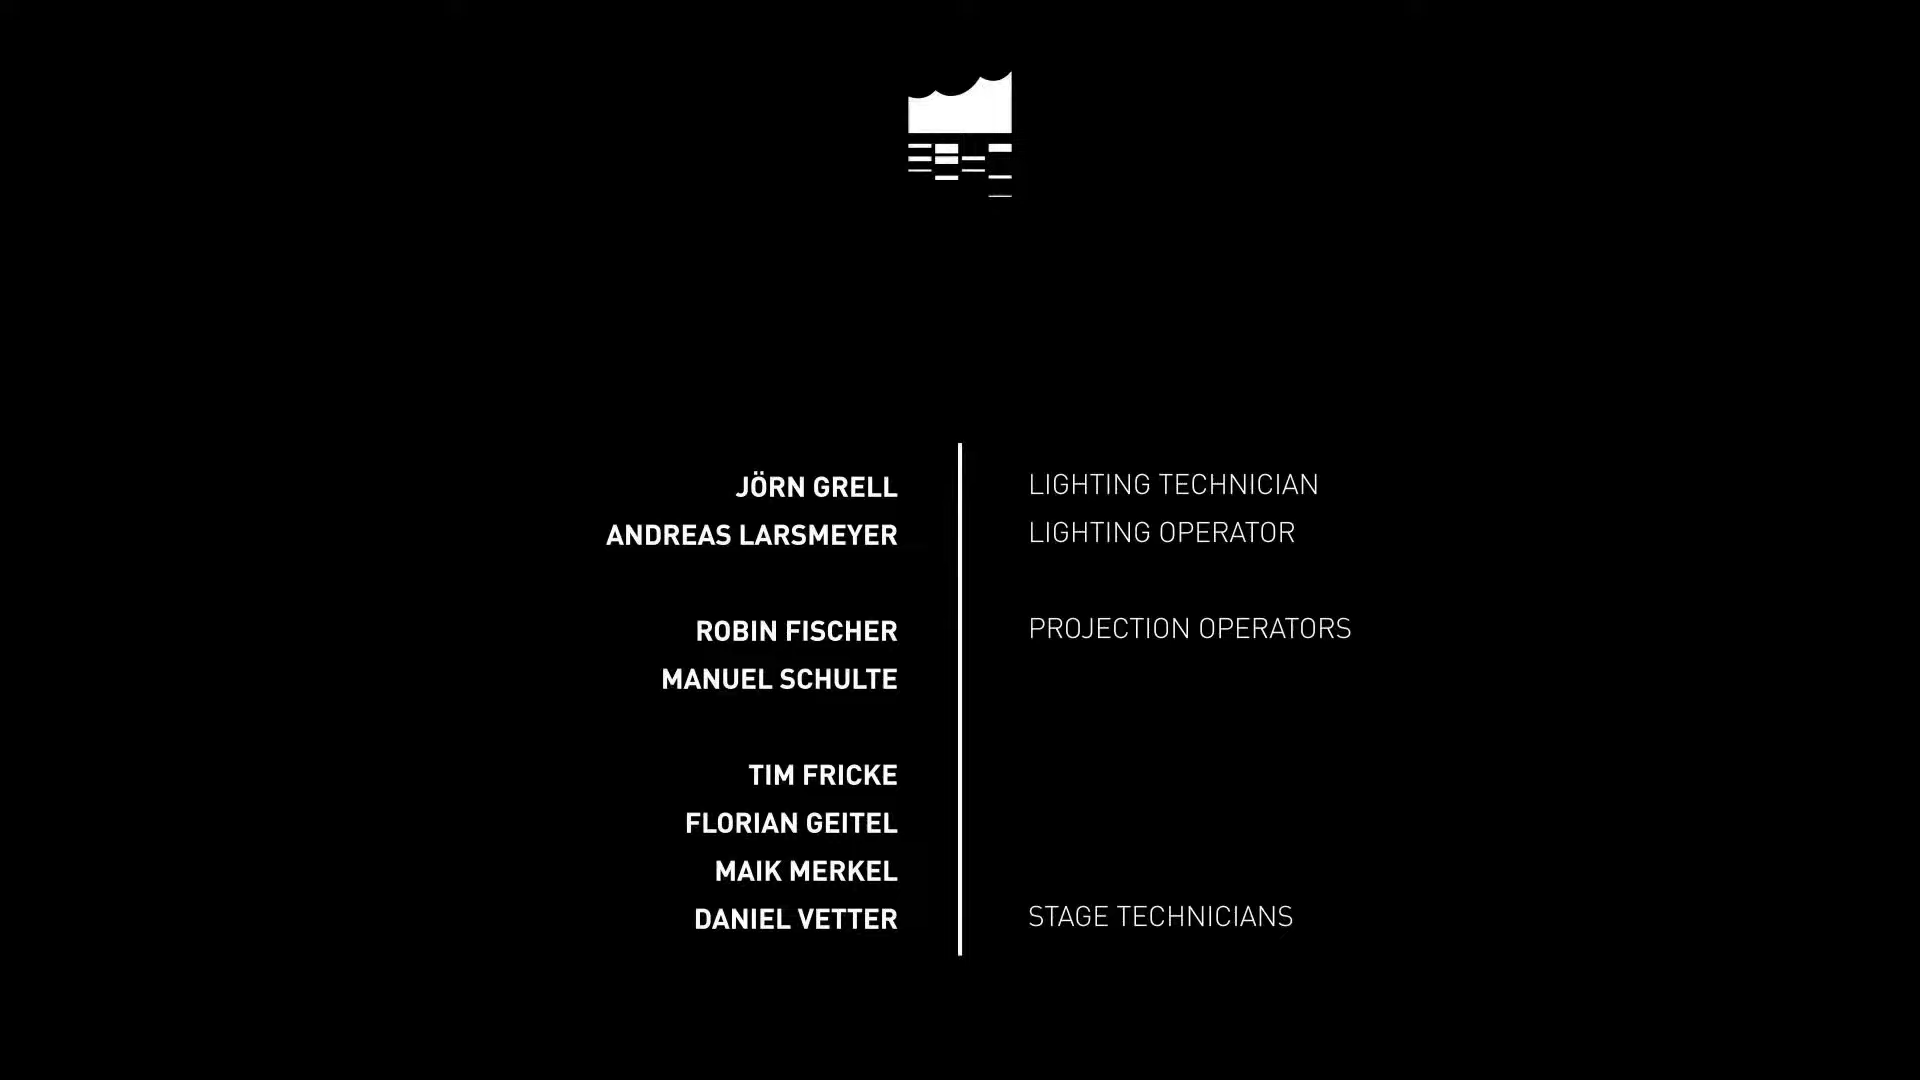 JÖRN GRELL LIGHTING TECHNICIAN
ANDREAS LARSMEYER LIGHTING OPERATOR
ROBIN FISCHER PROJECTION OPERATORS
MANUEL SCHULTE
TIM FRICKE
FLORIAN GEITEL
MAIK MERKEL
DANIEL VETTER STAGE TECHNICIANS